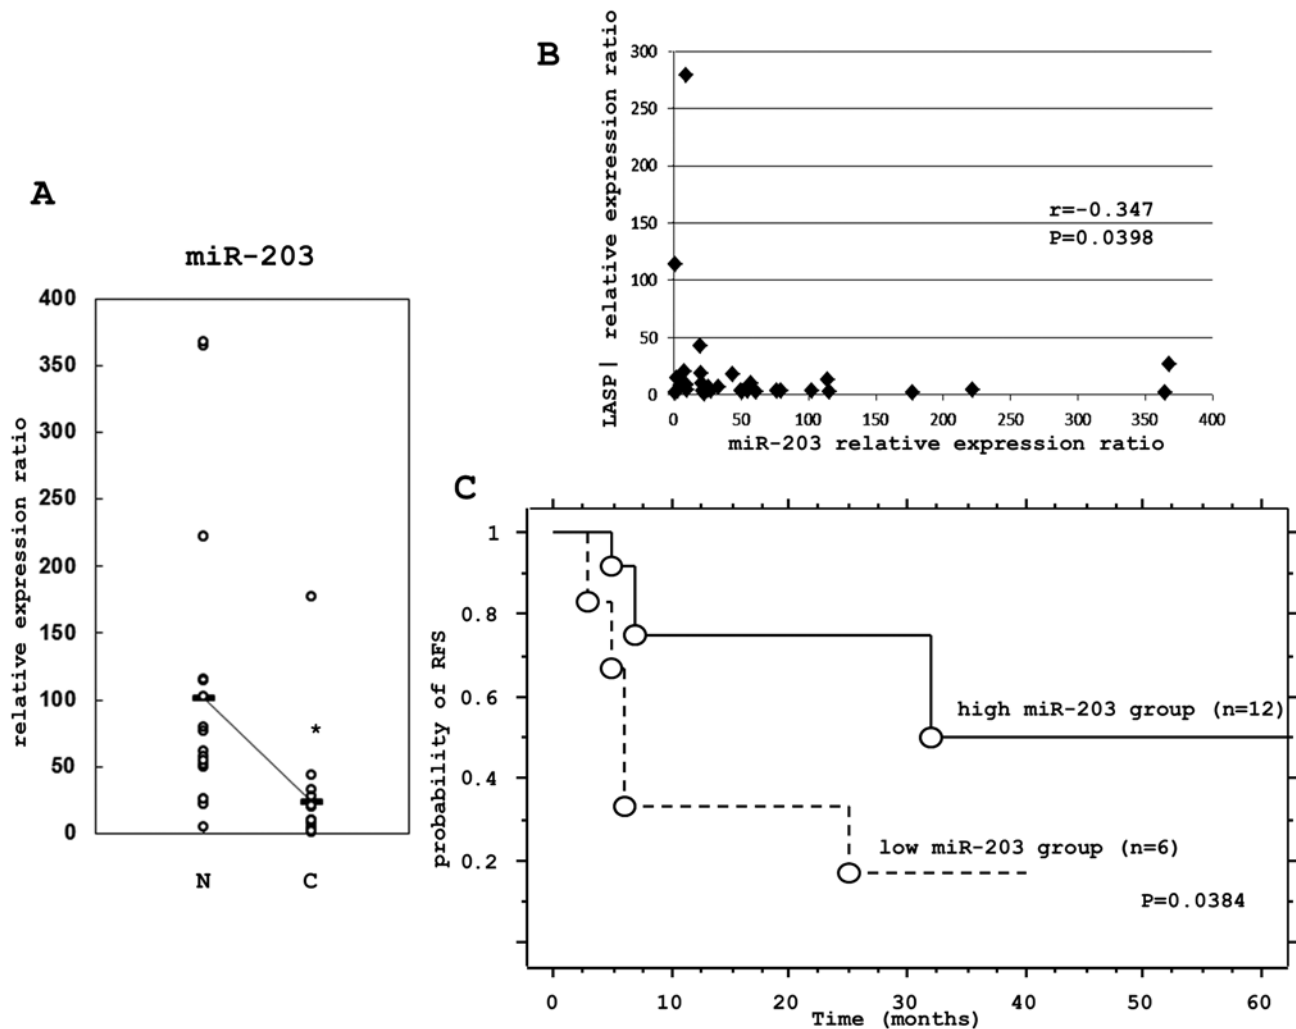 A
miR-203
400
350
300
250
200
150
100
50
0
relative expression ratio
*
N C
B
LASP| relative expression ratio
300
250
200
150
100
50
0
r=-0.347
P=0.0398
0 50 100 150 200 250 300 350 400
miR-203 relative expression ratio
C
probability of RFS
1
0.8
0.6
0.4
0.2
high miR-203 group (n=12)
low miR-203 group (n=6)
P=0.0384
0 10 20 30 40 50 60
Time (months)